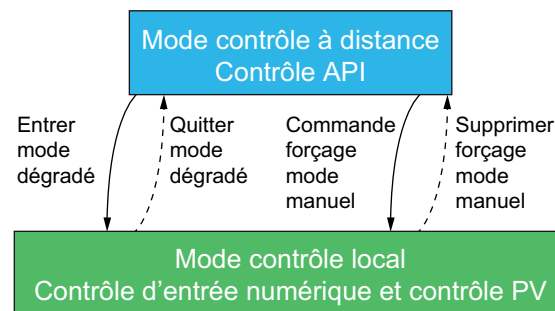 Mode contrôle à distance
Contrôle API
Entrer
mode
dégradé
Quitter
mode
dégradé
Commande
forçage
mode
manuel
Supprimer
forçage
mode
manuel
Mode contrôle local
Contrôle d'entrée numérique et contrôle PV